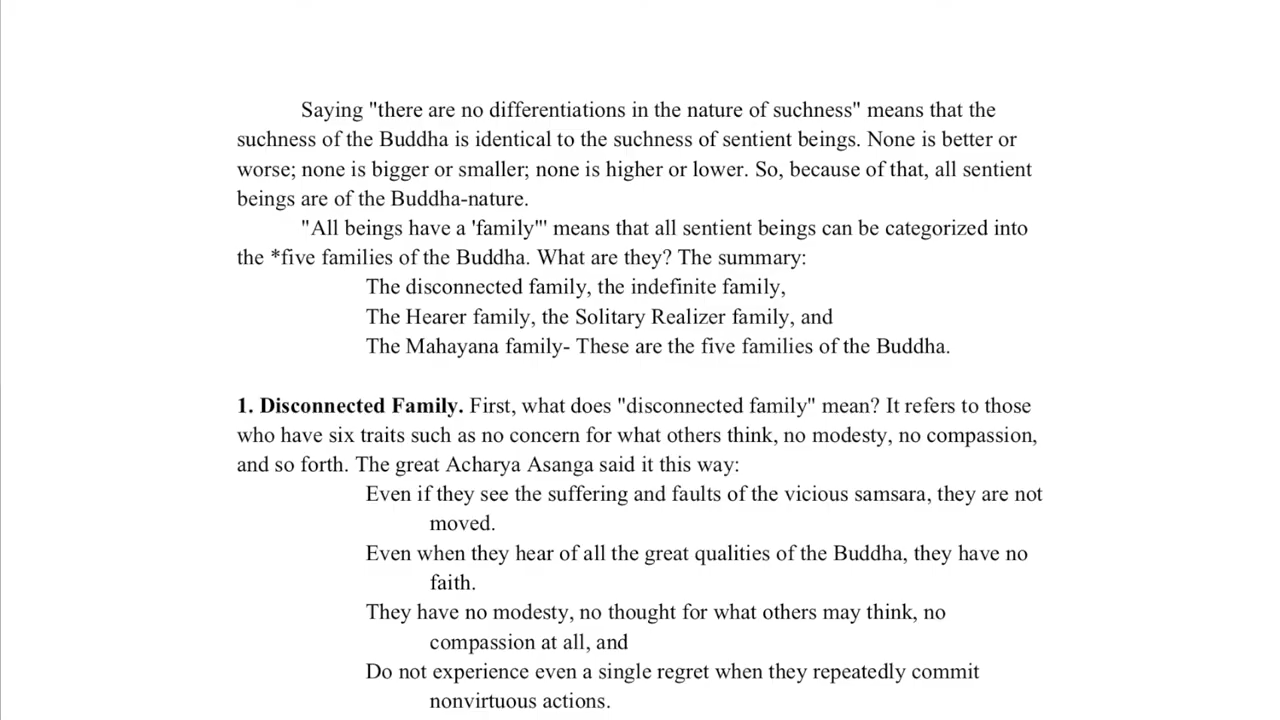 Saying "there are no differentiations in the nature of suchness" means that the
suchness of the Buddha is identical to the suchness of sentient beings. None is better or
worse; none is bigger or smaller; none is higher or lower. So, because of that, all sentient
beings are of the Buddha-nature.
"All beings have a 'family'" means that all sentient beings can be categorized into
the *five families of the Buddha. What are they? The summary:
The disconnected family, the indefinite family,
The Hearer family, the Solitary Realizer family, and
The Mahayana family- These are the five families of the Buddha.
1. Disconnected Family. First, what does "disconnected family" mean? It refers to those
who have six traits such as no concern for what others think, no modesty, no compassion,
and so forth. The great Acharya Asanga said it this way:
Even if they see the suffering and faults of the vicious samsara, they are not
moved.
Even when they hear of all the great qualities of the Buddha, they have no
faith.
They have no modesty, no thought for what others may think, no
compassion at all, and
Do not experience even a single regret when they repeatedly commit
nonvirtuous actions.